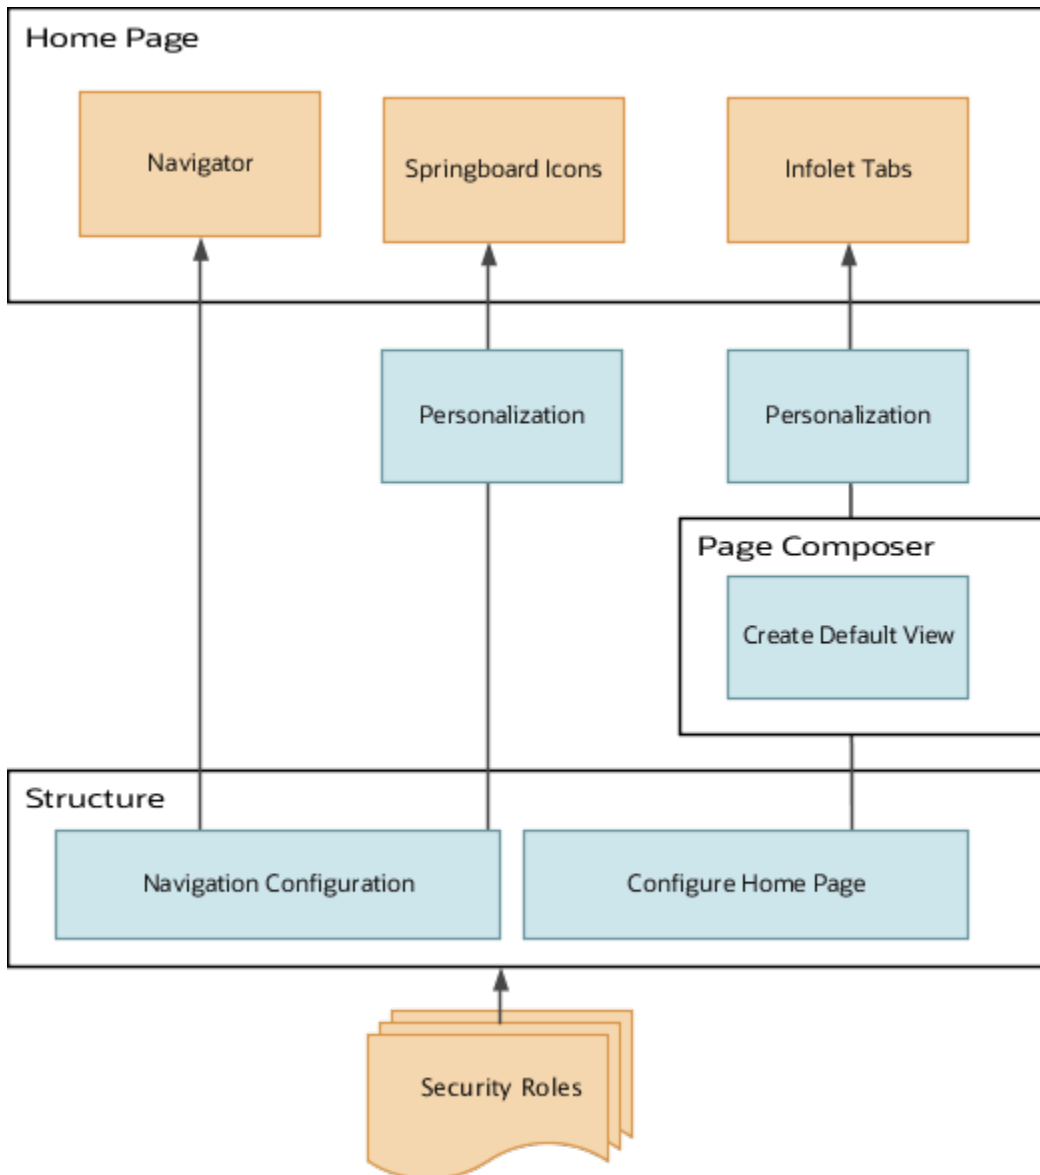 Home Page
Navigator
Springboard Icons
Infolet Tabs
Personalization
Personalization
Page Composer
Create Default View
Structure
Navigation Configuration
Configure Home Page
Security Roles